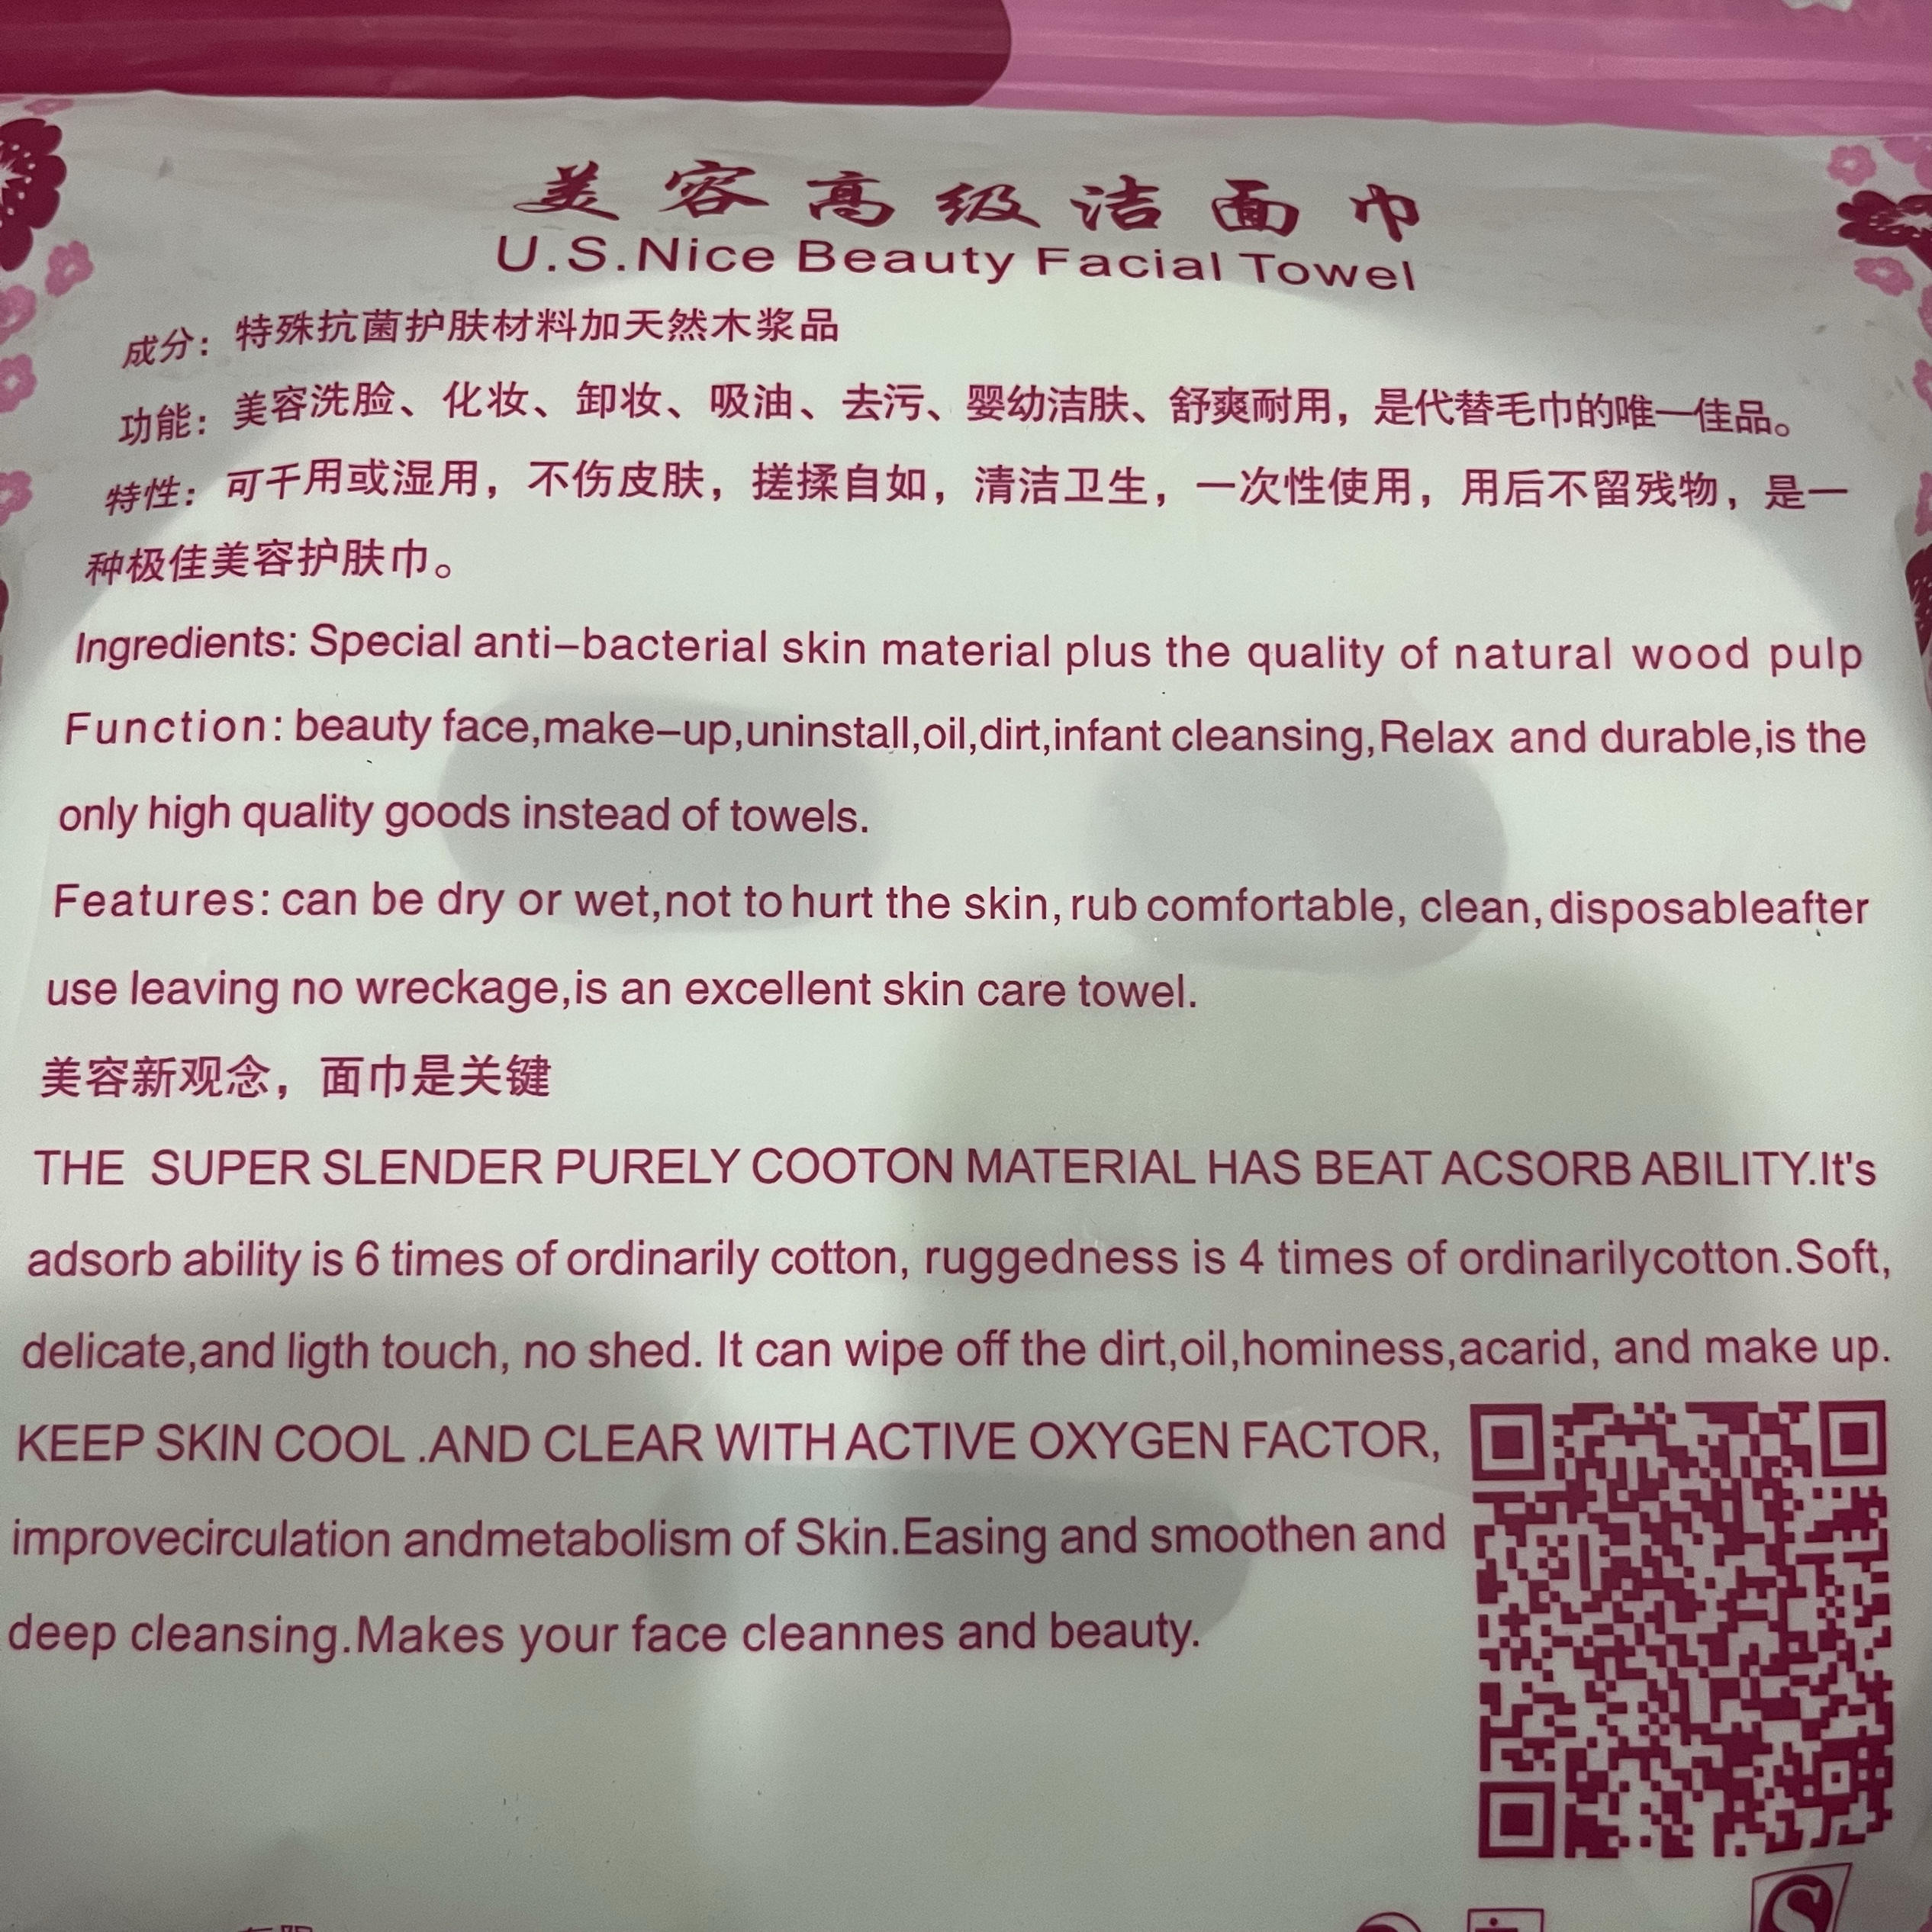 美容高级洁面巾
U.S.Nice Beauty Facial Towel
成分：特殊抗菌护肤材料加天然木浆品
功能：美容洗脸、化妆、卸妆、吸油、去污、婴幼洁肤、舒爽耐用，是代替毛巾的唯一佳品。
特性：可千用或湿用，不伤皮肤，搓揉自如，清洁卫生，一次性使用，用后不留残物，是一
种极佳美容护肤巾。
Ingredients: Special anti–bacterial skin material plus the quality of natural wood pulp
Function: beauty face,make–up,uninstall,oil,dirt,infant cleansing,Relax and durable,is the
only high quality goods instead of towels.
Features: can be dry or wet,not to hurt the skin, rub comfortable, clean,disposableafter
use leaving no wreckage,is an excellent skin care towel.
美容新观念，面巾是关键
THE SUPER SLENDER PURELY COOTON MATERIAL HAS BEAT ACSORB ABILITY.It's
adsorb ability is 6 times of ordinarily cotton, ruggedness is 4 times of ordinarilycotton.Soft,
delicate,and ligth touch, no shed. It can wipe off the dirt,oil,hominess,acarid, and make up.
KEEP SKIN COOL .AND CLEAR WITH ACTIVE OXYGEN FACTOR,
improvecirculation andmetabolism of Skin.Easing and smoothen and
deep cleansing.Makes your face cleannes and beauty.